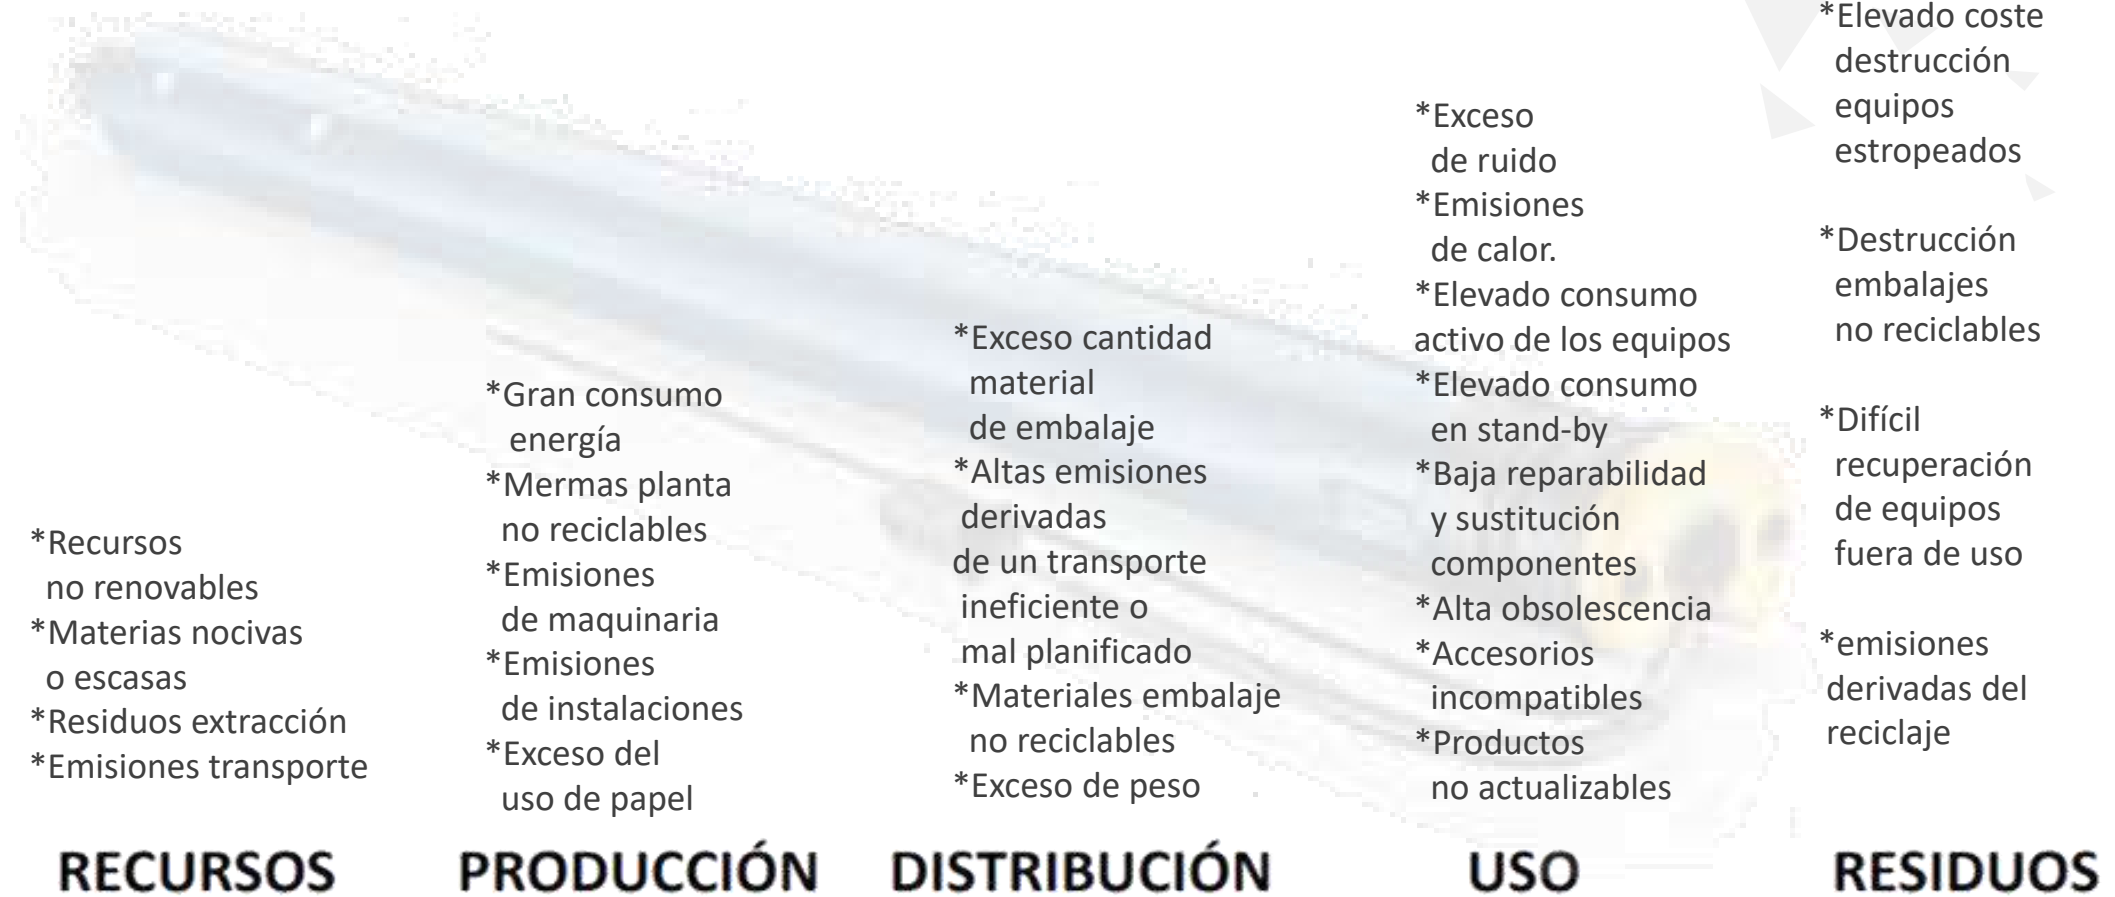 *Recursos
no renovables
*Materias nocivas
o escasas
*Residuos extracción
*Emisiones transporte
RECURSOS
*Gran consumo
energía
*Mermas planta
no reciclables
*Emisiones
de maquinaria
*Emisiones
de instalaciones
*Exceso del
uso de papel
PRODUCCIÓN
*Exceso cantidad
material
de embalaje
*Altas emisiones
derivadas
de un transporte
ineficiente o
mal planificado
*Materiales embalaje
no reciclables
*Exceso de peso
DISTRIBUCIÓN
*Exceso
de ruido
*Emisiones
de calor.
*Elevado consumo
activo de los equipos
*Elevado consumo
en stand-by
*Baja reparabilidad
y sustitución
componentes
*Alta obsolescencia
*Accesorios
incompatibles
*Productos
no actualizables
USO
*Elevado coste
destrucción
equipos
estropeados
*Destrucción
embalajes
no reciclables
*Difícil
recuperación
de equipos
fuera de uso
*emisiones
derivadas del
reciclaje
RESIDUOS